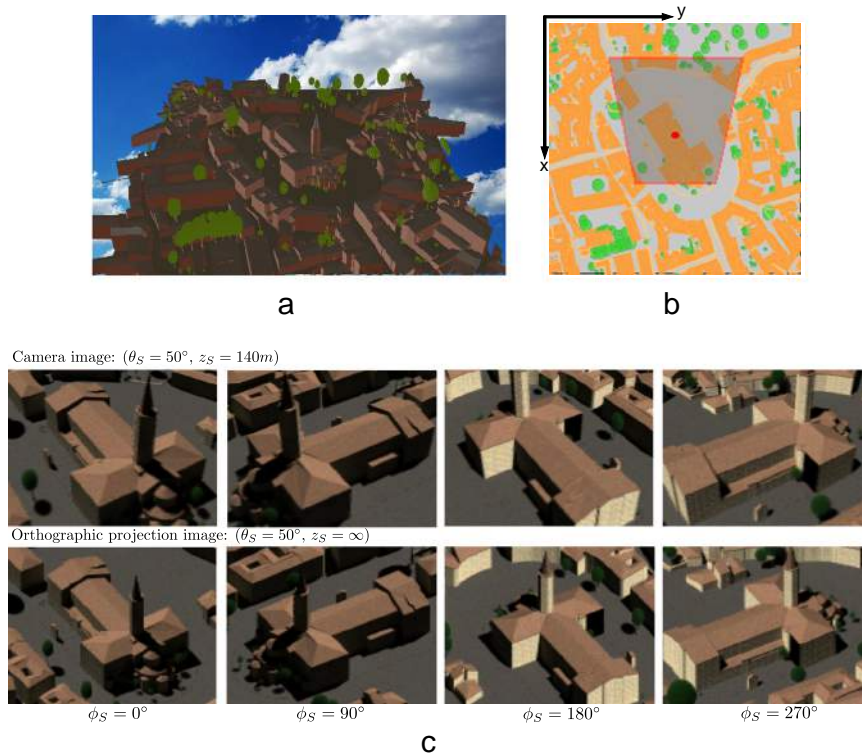 y
x
a
b
Camera image: (θ_S = 50°, z_S = 140m)
Orthographic projection image: (θ_S = 50°, z_S = ∞)
ϕ_S = 0°
ϕ_S = 90°
ϕ_S = 180°
ϕ_S = 270°
c